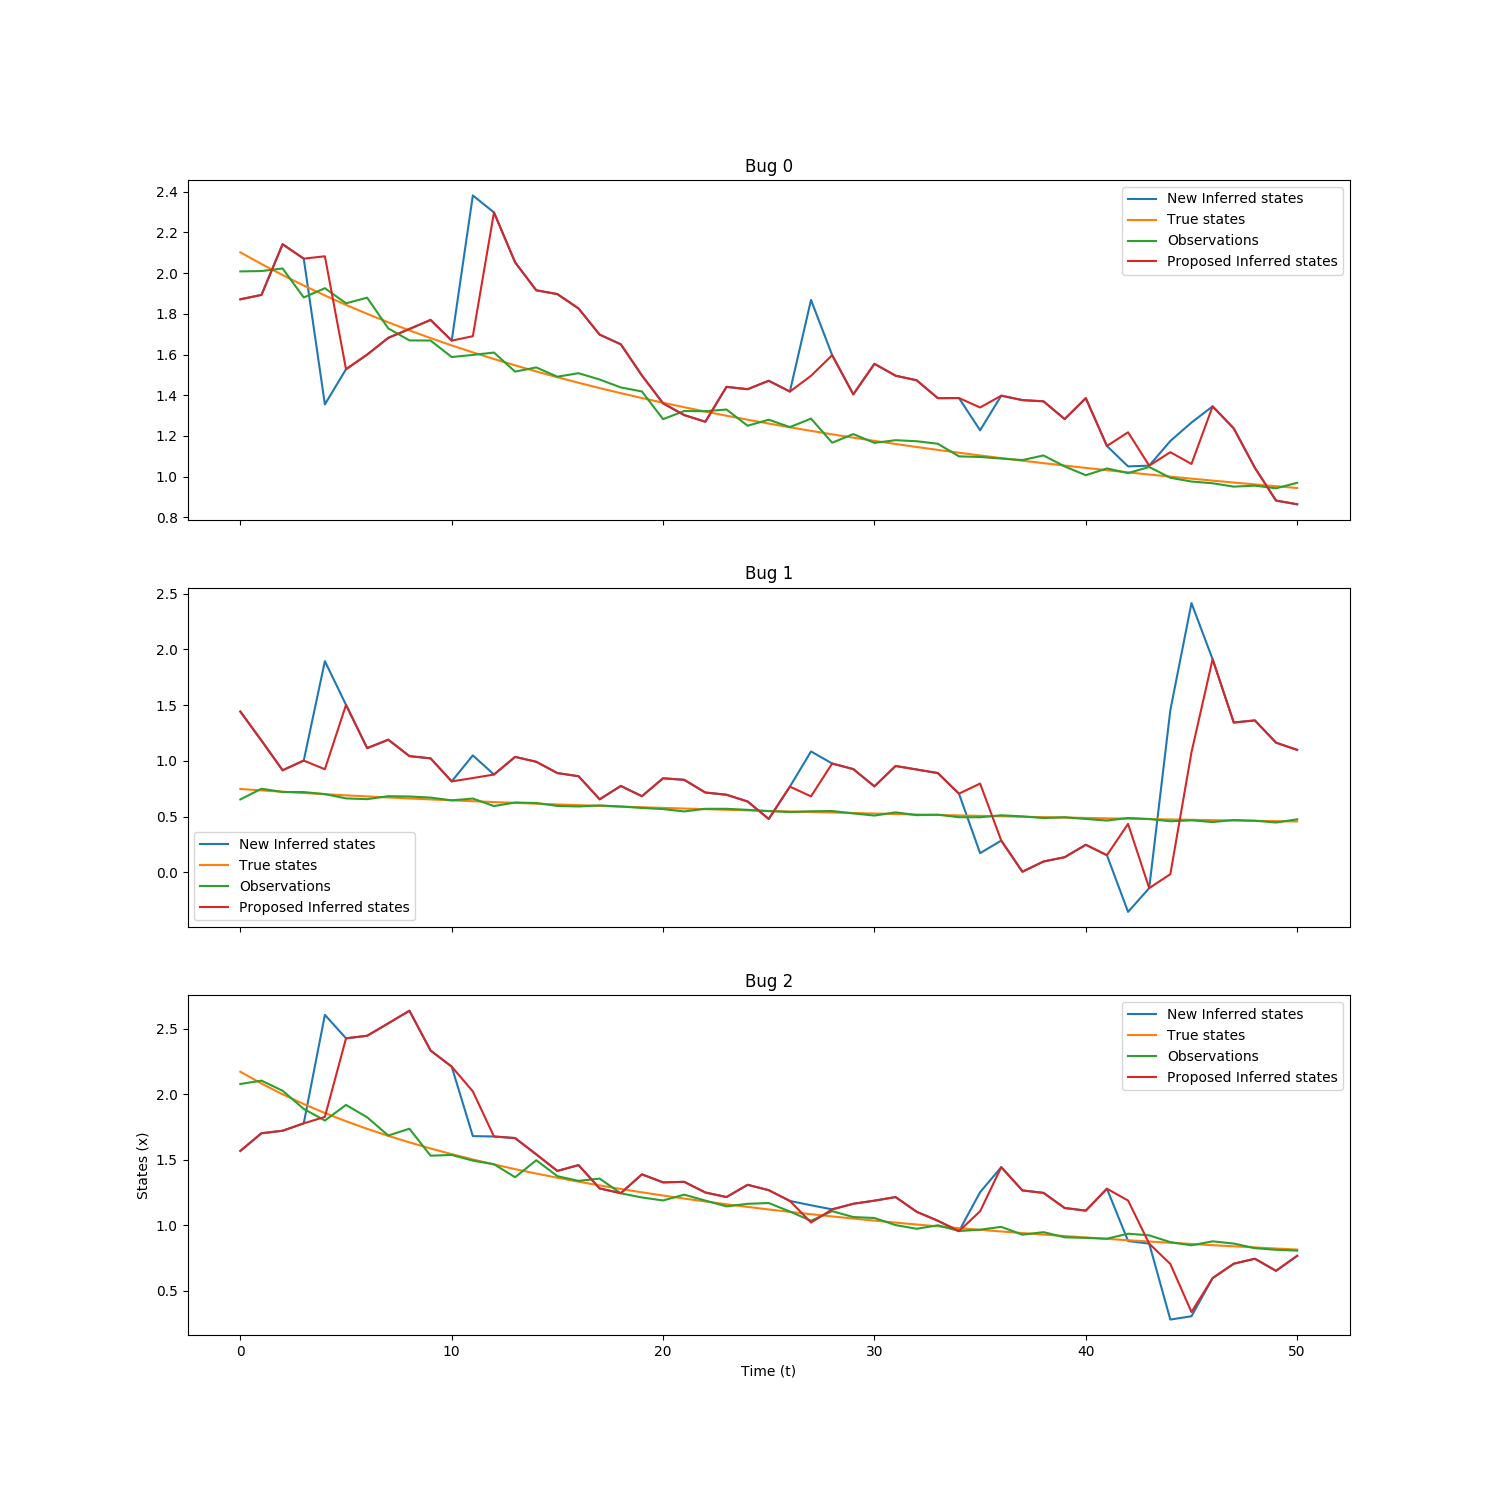 Bug 0
2.4
2.2
2.0
1.8
1.6
1.4
1.2
1.0
0.8
New Inferred states
True states
Observations
Proposed Inferred states
Bug 1
2.5
2.0
1.5
1.0
0.5
0.0
New Inferred states
True states
Observations
Proposed Inferred states
Bug 2
States (x)
2.5
2.0
1.5
1.0
0.5
New Inferred states
True states
Observations
Proposed Inferred states
0 10 20 30 40 50
Time (t)